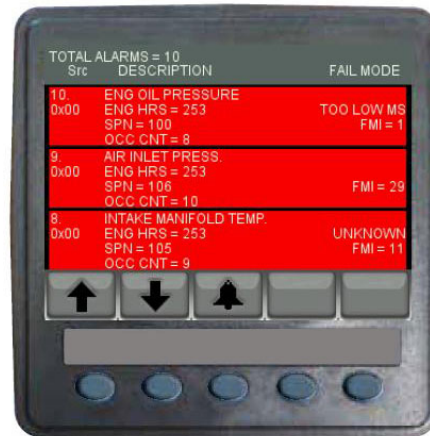 TOTAL ALARMS = 10
Src DESCRIPTION FAIL MODE
10. ENG OIL PRESSURE
0x00 ENG HRS = 253 TOO LOW MS
SPN = 100 FMI = 1
OCC CNT = 8
9. AIR INLET PRESS.
0x00 ENG HRS = 253
SPN = 106 FMI = 29
OCC CNT = 10
8. INTAKE MANIFOLD TEMP.
0x00 ENG HRS = 253 UNKNOWN
SPN = 105 FMI = 11
OCC CNT = 9